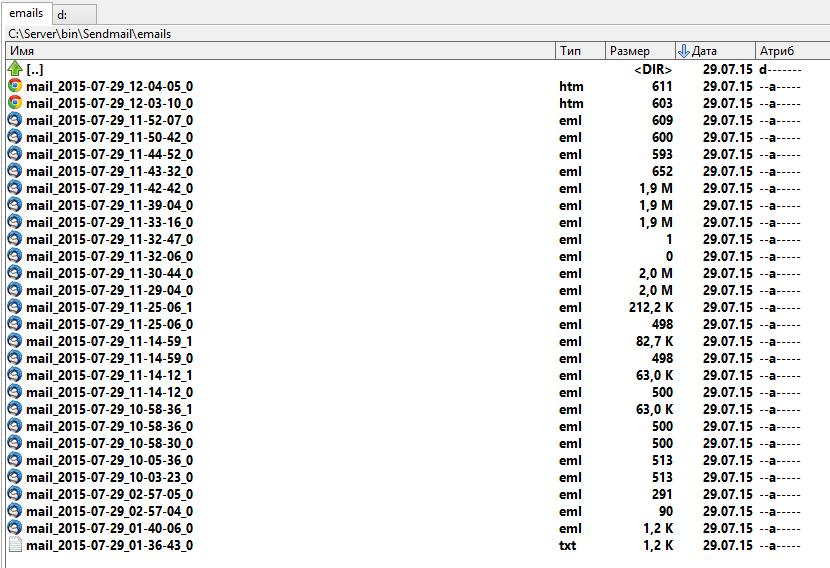 emails d:
C:\Server\bin\Sendmail\emails
Имя Тип Размер Дата Атриб
[..] <DIR> 29.07.15 d-------
mail_2015-07-29_12-04-05_0 htm 611 29.07.15 --a-----
mail_2015-07-29_12-03-10_0 htm 603 29.07.15 --a-----
mail_2015-07-29_11-52-07_0 eml 609 29.07.15 --a-----
mail_2015-07-29_11-50-42_0 eml 600 29.07.15 --a-----
mail_2015-07-29_11-44-52_0 eml 593 29.07.15 --a-----
mail_2015-07-29_11-43-32_0 eml 652 29.07.15 --a-----
mail_2015-07-29_11-42-42_0 eml 1,9 M 29.07.15 --a-----
mail_2015-07-29_11-39-04_0 eml 1,9 M 29.07.15 --a-----
mail_2015-07-29_11-33-16_0 eml 1,9 M 29.07.15 --a-----
mail_2015-07-29_11-32-47_0 eml 1 29.07.15 --a-----
mail_2015-07-29_11-32-06_0 eml 0 29.07.15 --a-----
mail_2015-07-29_11-30-44_0 eml 2,0 M 29.07.15 --a-----
mail_2015-07-29_11-29-04_0 eml 2,0 M 29.07.15 --a-----
mail_2015-07-29_11-25-06_1 eml 212,2 K 29.07.15 --a-----
mail_2015-07-29_11-25-06_0 eml 498 29.07.15 --a-----
mail_2015-07-29_11-14-59_1 eml 82,7 K 29.07.15 --a-----
mail_2015-07-29_11-14-59_0 eml 498 29.07.15 --a-----
mail_2015-07-29_11-14-12_1 eml 63,0 K 29.07.15 --a-----
mail_2015-07-29_11-14-12_0 eml 500 29.07.15 --a-----
mail_2015-07-29_10-58-36_1 eml 63,0 K 29.07.15 --a-----
mail_2015-07-29_10-58-36_0 eml 500 29.07.15 --a-----
mail_2015-07-29_10-58-30_0 eml 500 29.07.15 --a-----
mail_2015-07-29_10-05-36_0 eml 513 29.07.15 --a-----
mail_2015-07-29_10-03-23_0 eml 513 29.07.15 --a-----
mail_2015-07-29_02-57-05_0 eml 291 29.07.15 --a-----
mail_2015-07-29_02-57-04_0 eml 90 29.07.15 --a-----
mail_2015-07-29_01-40-06_0 eml 1,2 K 29.07.15 --a-----
mail_2015-07-29_01-36-43_0 txt 1,2 K 29.07.15 --a-----